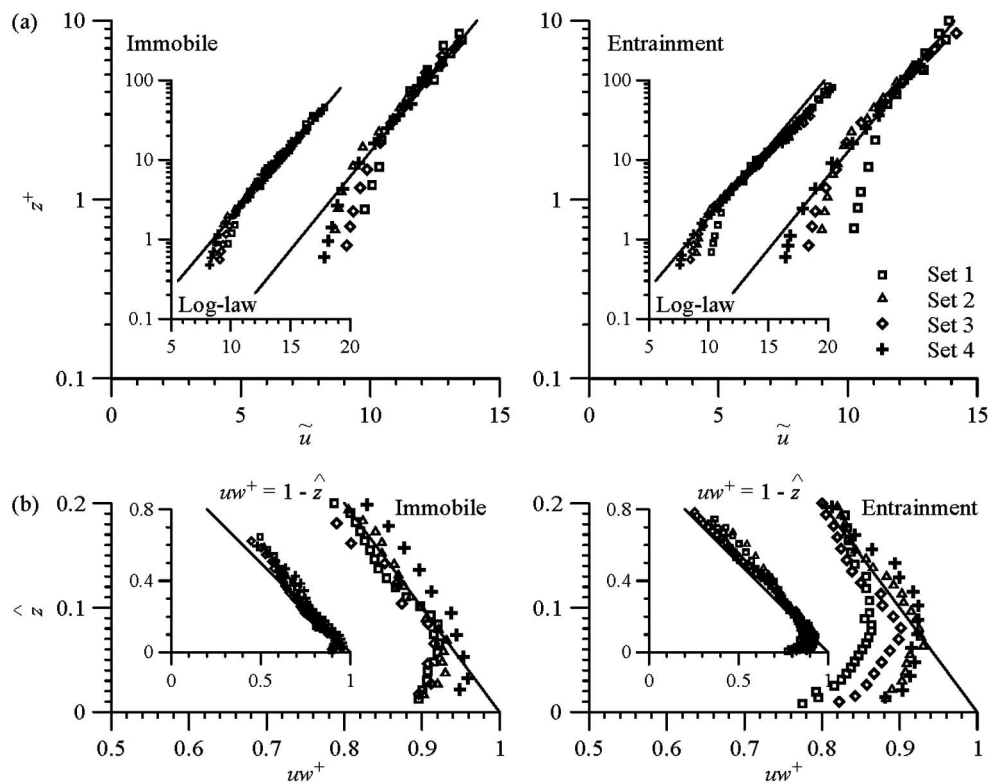 (a)
10
1
0.1
z+
Immobile
100
10
1
0.1
Log-law
5 10 15 20
0 5 10 15
ũ
10
1
0.1
Entrainment
100
10
1
0.1
Log-law
5 10 15 20
Set 1
Set 2
Set 3
Set 4
0 5 10 15
ũ
(b)
0.2
0.1
0
ẑ
uw+ = 1 - ẑ
Immobile
0.8
0.4
0
0 0.5 1
0.5 0.6 0.7 0.8 0.9 1
uw+
0.2
0.1
0
uw+ = 1 - ẑ
Entrainment
0.8
0.4
0
0 0.5 1
0.5 0.6 0.7 0.8 0.9 1
uw+